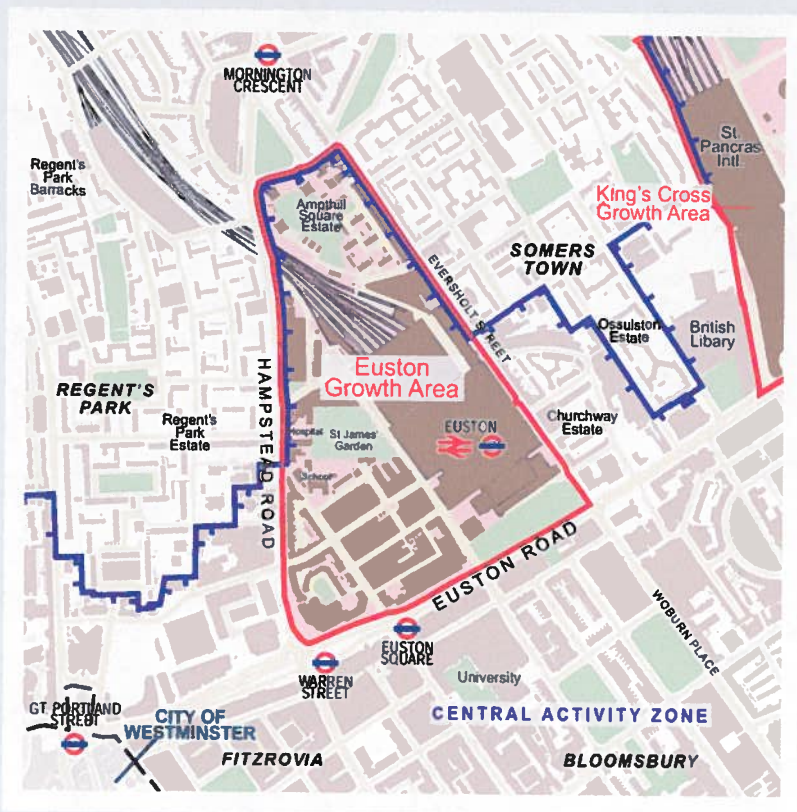 MORNINGTON
CRESCENT
St.
Pancras
Intl.
Regent's
Park
Barracks
King's Cross
Growth Area
Ampthill
Square
Estate
SOMERS
TOWN
EVERSHOLT STREET
Ossulston
Estate
British
Libary
Euston
Growth Area
HAMPSTEAD ROAD
REGENT'S
PARK
Regent's
Park
Estate
Churchway
Estate
EUSTON
Hospital
St James'
Garden
School
EUSTON ROAD
WOBURN PLACE
EUSTON
SQUARE
WARREN
STREET
University
GT PORTLAND
STREET
CITY OF
WESTMINSTER
CENTRAL ACTIVITY ZONE
FITZROVIA
BLOOMSBURY